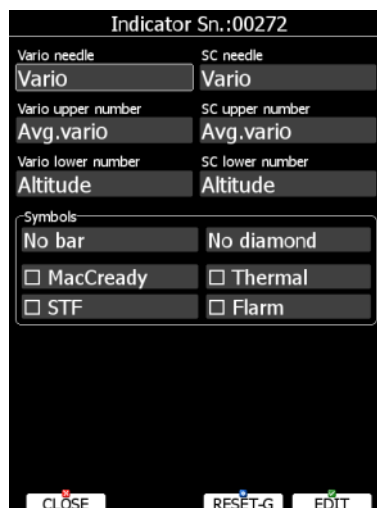 Indicator Sn.:00272
Vario needle SC needle
Vario Vario
Vario upper number SC upper number
Avg.vario Avg.vario
Vario lower number SC lower number
Altitude Altitude
Symbols
No bar No diamond
MacCready Thermal
STF Flarm
CLOSE RESET-G EDIT